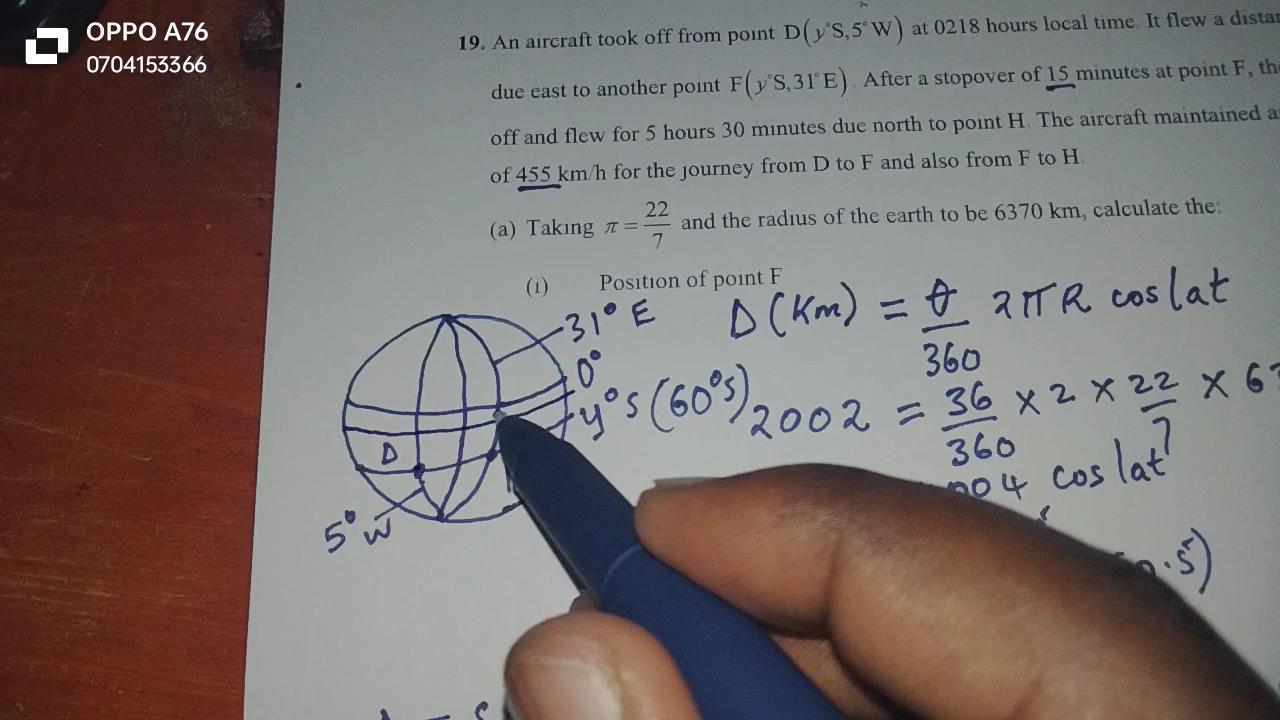 OPPO A76
0704153366
19. An aircraft took off from point D(y°S,5°W) at 0218 hours local time. It flew a
due east to another point F(y°S,31°E). After a stopover of 15 minutes at point F,
off and flew for 5 hours 30 minutes due north to point H. The aircraft maintained a
of 455 km/h for the journey from D to F and also from F to H.
(a) Taking π = 22/7 and the radius of the earth to be 6370 km, calculate the:
(i) Position of point F
31° E
D(Km) = θ/360 2πR cos lat
0°
y°S (60°S)
2002 = 36/360 × 2 × 22/7 ×
D
cos lat
5° W